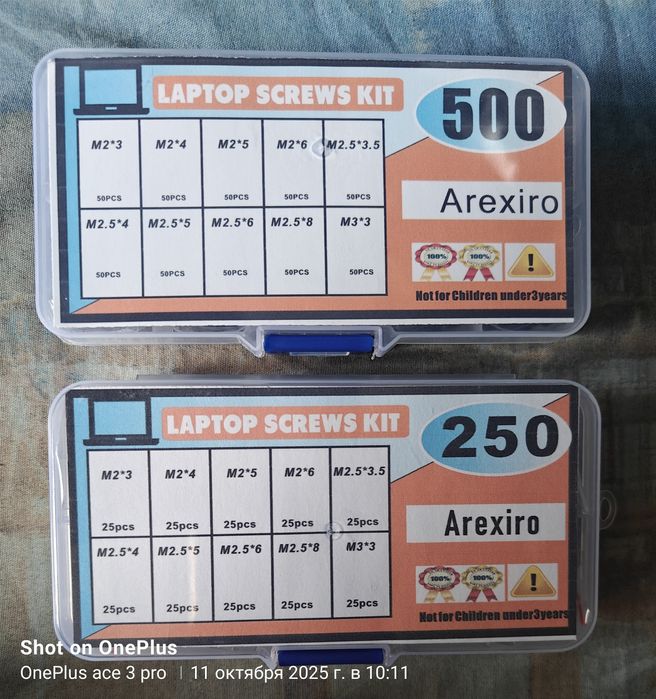 LAPTOP SCREWS KIT
500
M2*3 M2*4 M2*5 M2*6 M2.5*3.5
50PCS 50PCS 50PCS 50PCS 50PCS
Arexiro
M2.5*4 M2.5*5 M2.5*6 M2.5*8 M3*3
50PCS 50PCS 50PCS 50PCS 50PCS
100% 100%
Not for Children under3years
LAPTOP SCREWS KIT
250
M2*3 M2*4 M2*5 M2*6 M2.5*3.5
25pcs 25pcs 25pcs 25pcs 25pcs
Arexiro
M2.5*4 M2.5*5 M2.5*6 M2.5*8 M3*3
25pcs 25pcs 25pcs 25pcs 25pcs
100% 100%
Not for Children under3years
Shot on OnePlus
OnePlus ace 3 pro | 11 октября 2025 г. в 10:11